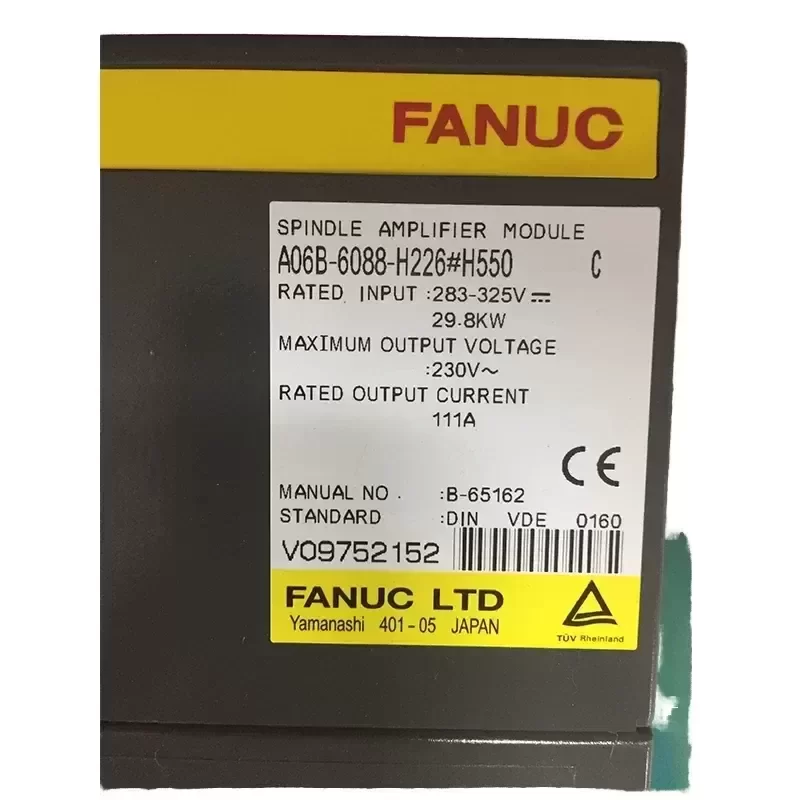 FANUC
SPINDLE AMPLIFIER MODULE
A06B-6088-H226#H550 C
RATED INPUT :283-325V⎓
29.8KW
MAXIMUM OUTPUT VOLTAGE
:230V～
RATED OUTPUT CURRENT
111A
CE
MANUAL NO. :B-65162
STANDARD :DIN VDE 0160
V09752152
FANUC LTD
Yamanashi 401-05 JAPAN
TÜV Rheinland